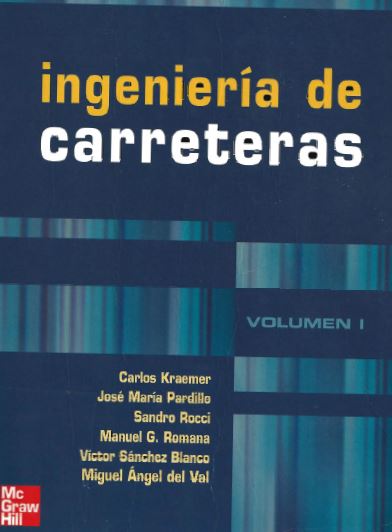 ingeniería de
carreteras
VOLUMEN I
Carlos Kraemer
José María Pardillo
Sandro Rocci
Manuel G. Romana
Víctor Sánchez Blanco
Miguel Ángel del Val
Mc
Graw
Hill